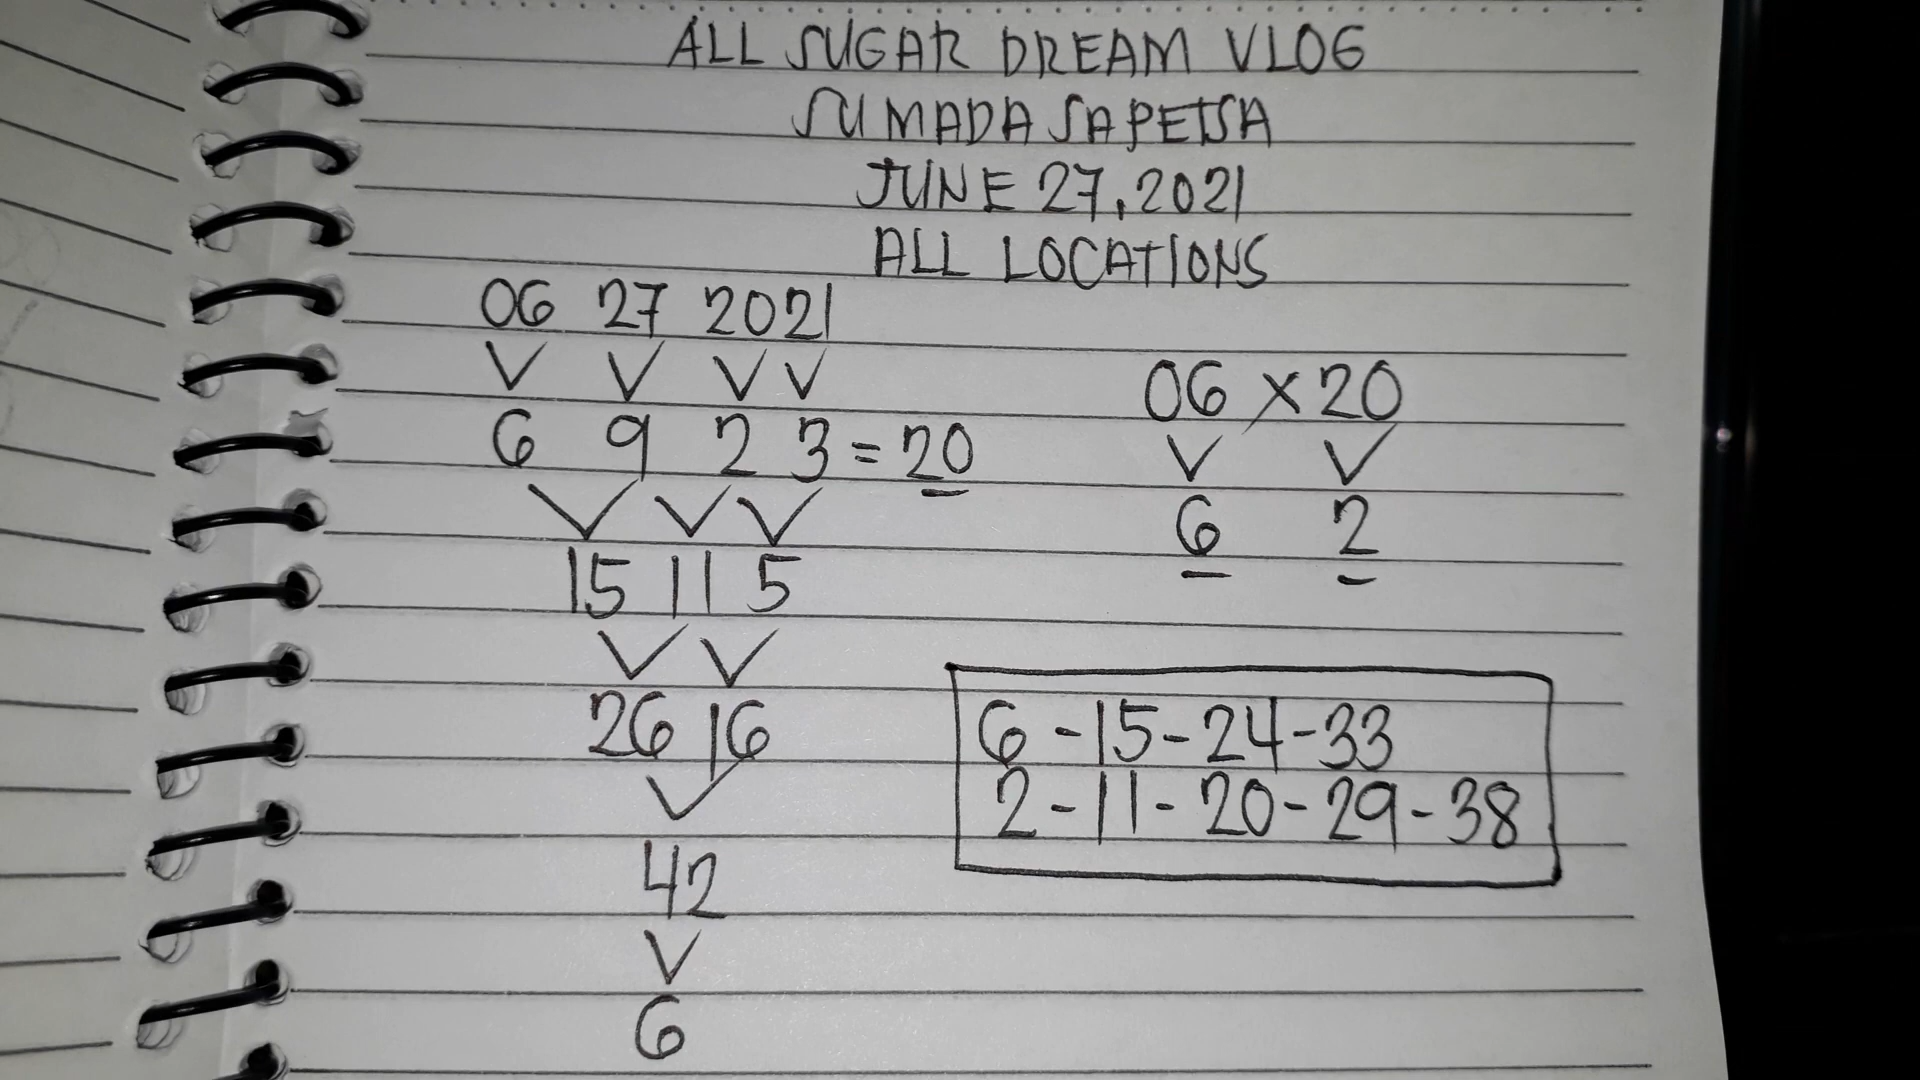 ALL SUGAR DREAM VLOG
SUMADA SA PETSA
JUNE 27, 2021
ALL LOCATIONS
06 27 2021
6 9 2 3 = 20
15 11 5
26 16
42
6
06 x 20
6 2
6 - 15 - 24 - 33
2 - 11 - 20 - 29 - 38